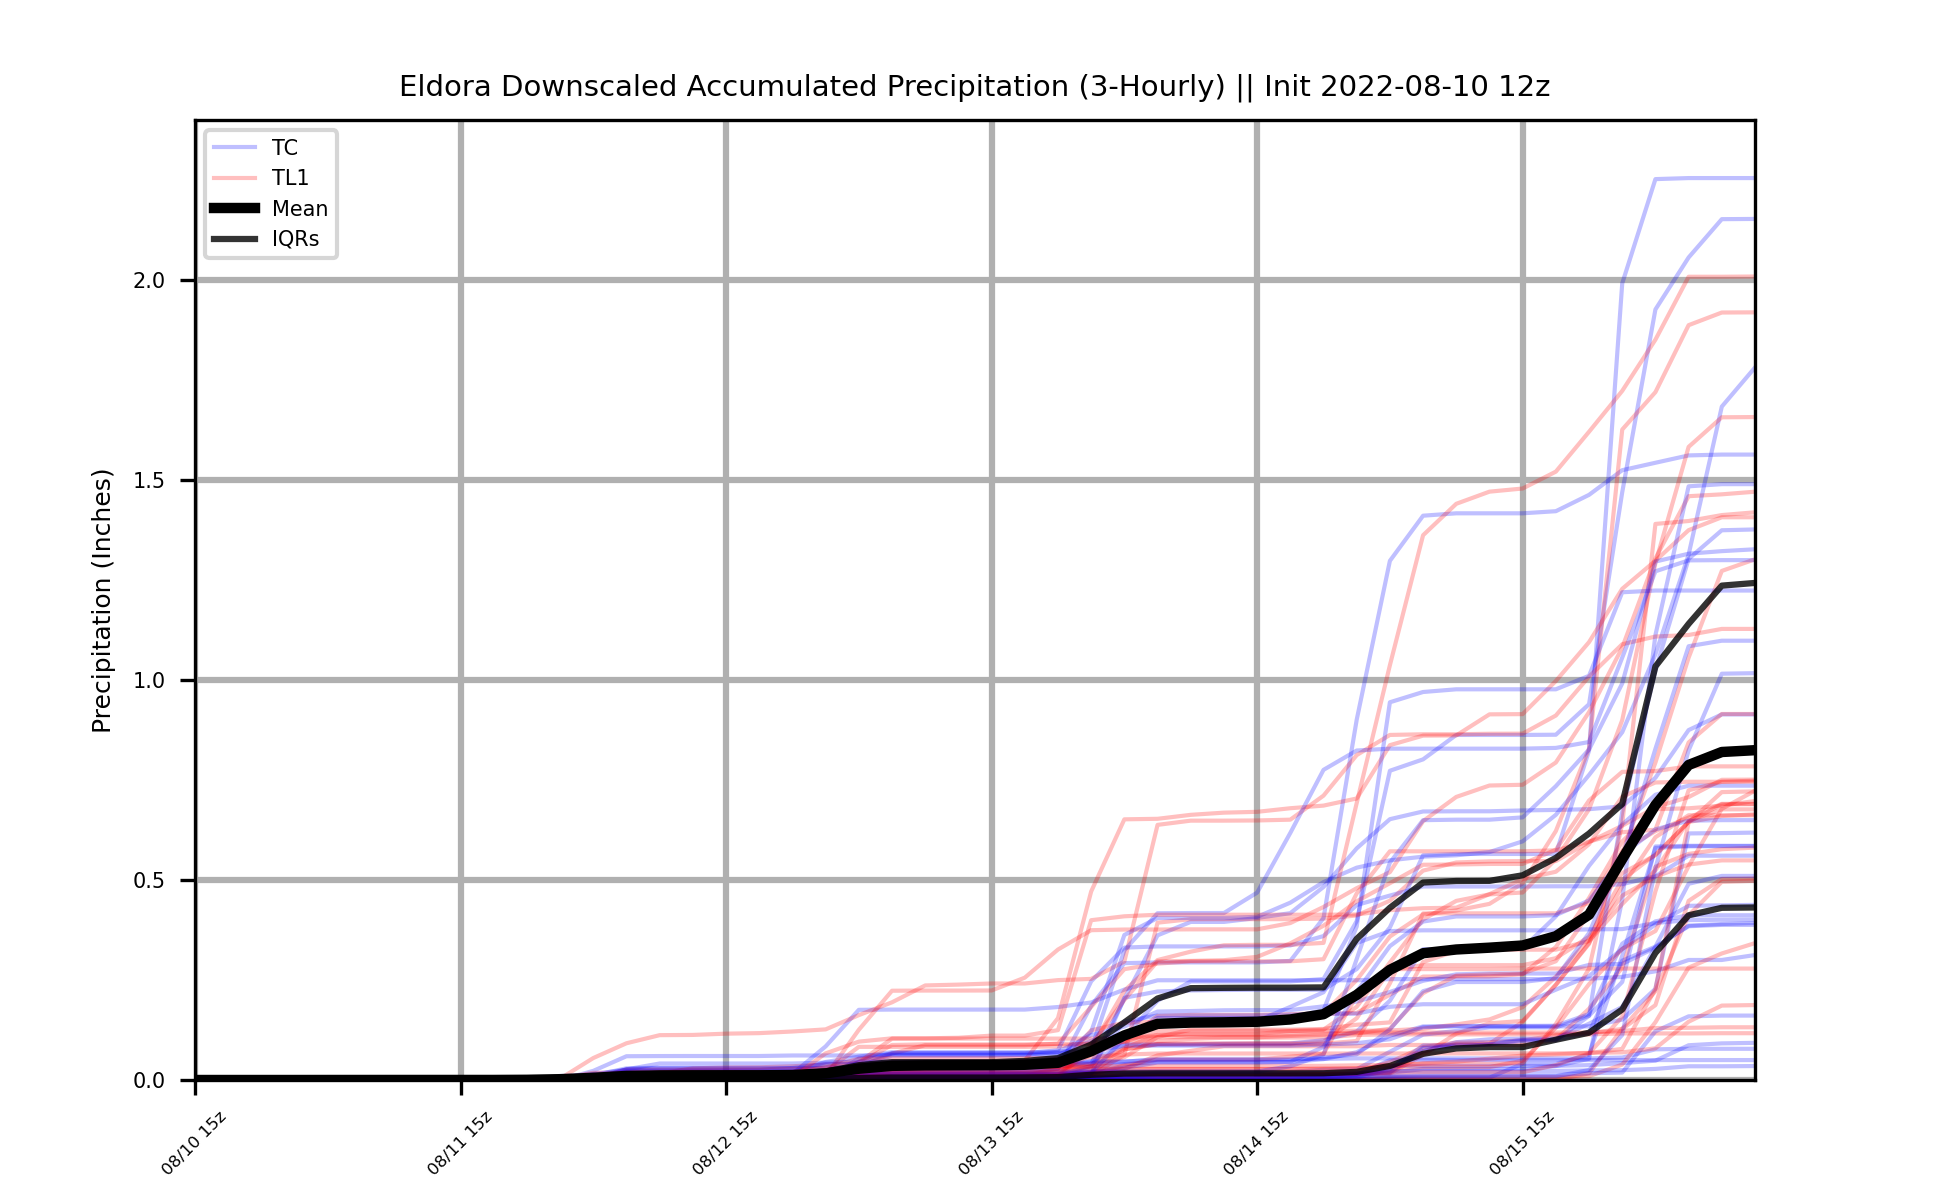 Eldora Downscaled Accumulated Precipitation (3-Hourly) || Init 2022-08-10 12z
TC
TL1
Mean
IQRs
Precipitation (Inches)
2.0
1.5
1.0
0.5
0.0
08/10 15z
08/11 15z
08/12 15z
08/13 15z
08/14 15z
08/15 15z